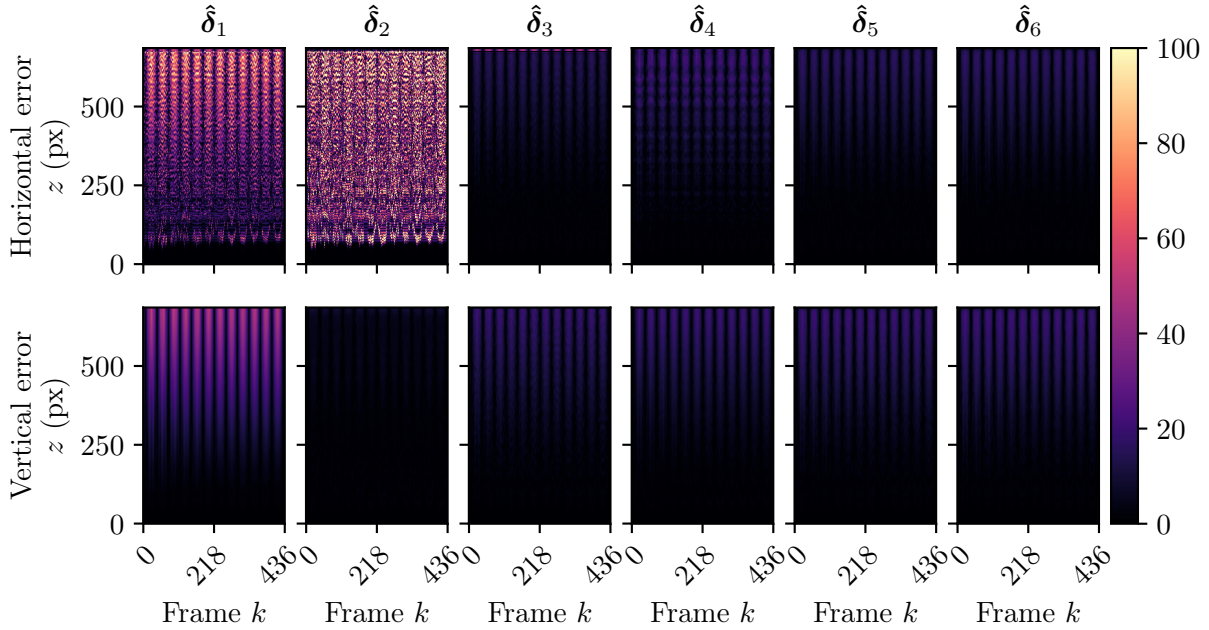 δ̂₁ δ̂₂ δ̂₃ δ̂₄ δ̂₅ δ̂₆
Horizontal error
z (px)
500
250
0
0 218 436 0 218 436 0 218 436 0 218 436 0 218 436 0 218 436
Vertical error
z (px)
500
250
0
Frame k Frame k Frame k Frame k Frame k Frame k
100
80
60
40
20
0